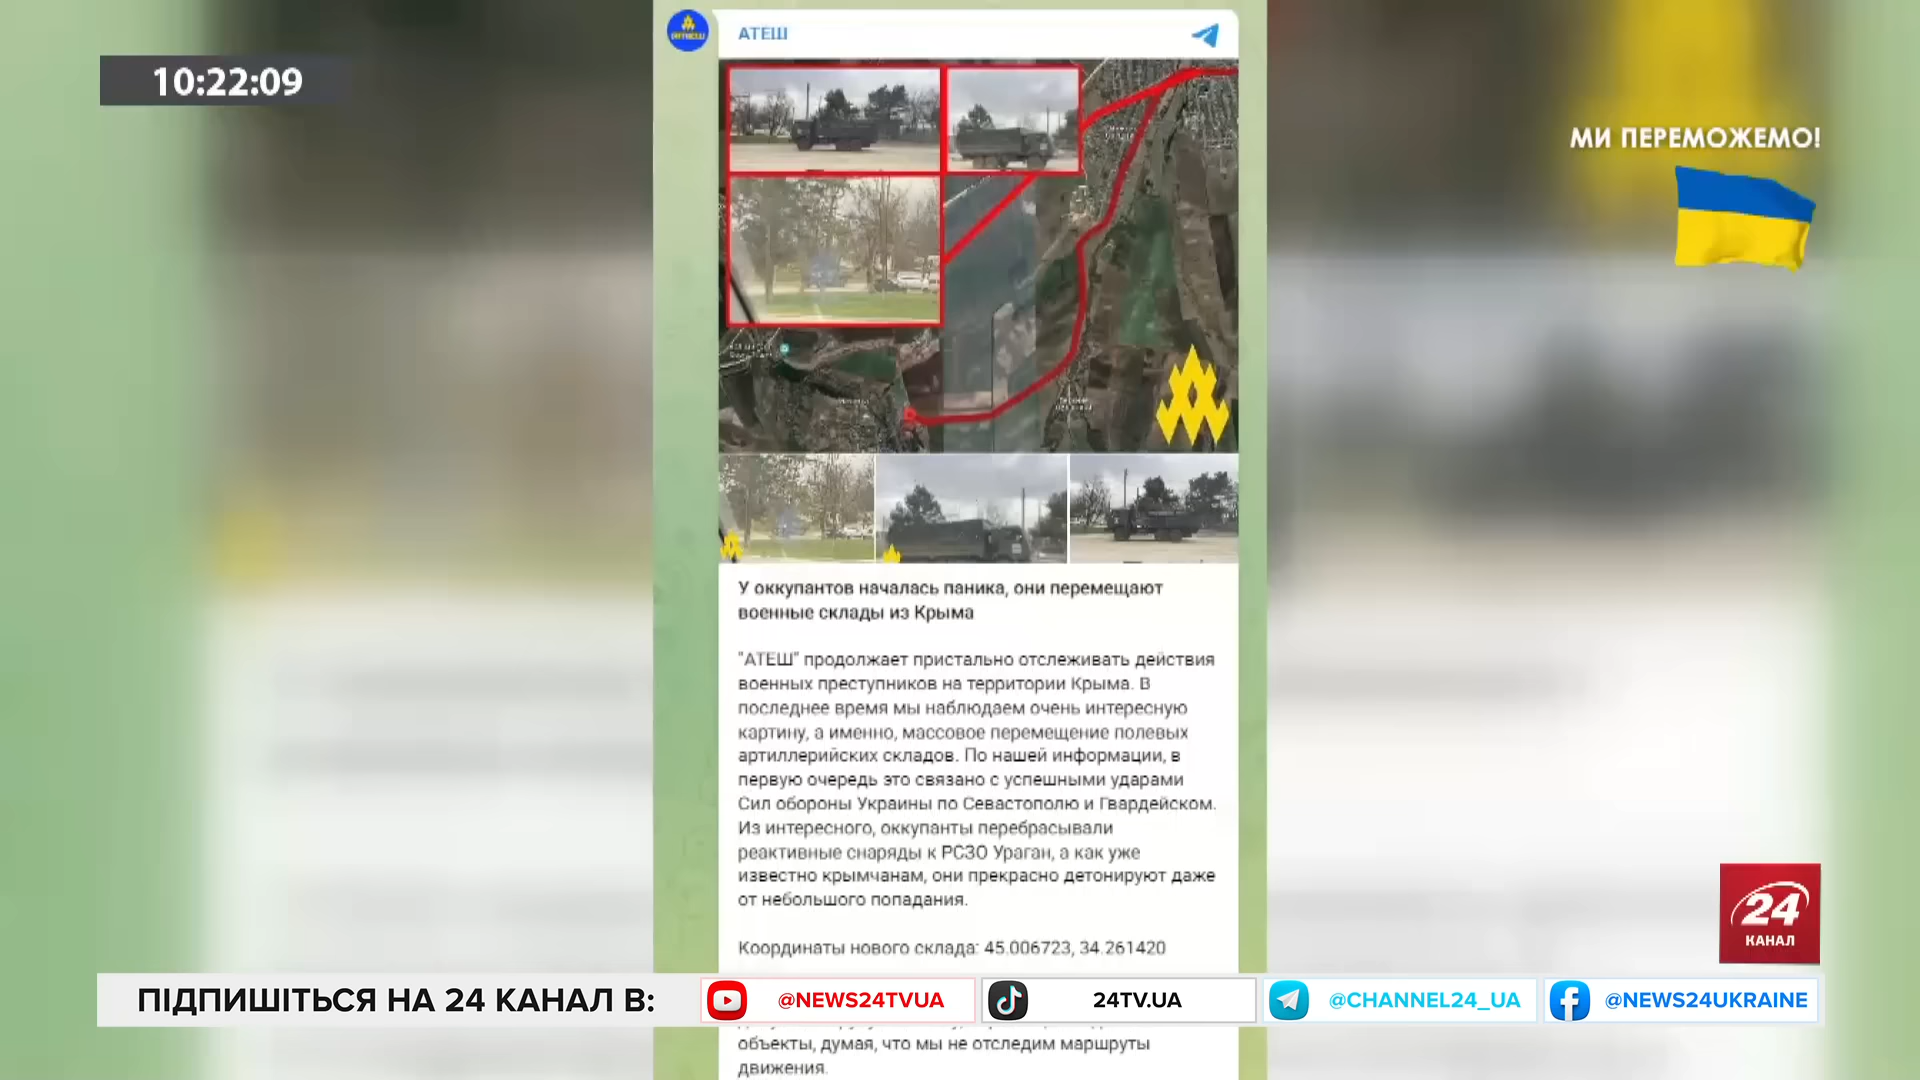 10:22:09
АТЕШ
МИ ПЕРЕМОЖЕМО!
У оккупантов началась паника, они перемещают
военные склады из Крыма
"АТЕШ" продолжает пристально отслеживать действия
военных преступников на территории Крыма. В
последнее время мы наблюдаем очень интересную
картину, а именно, массовое перемещение полевых
артиллерийских складов. По нашей информации, в
первую очередь это связано с успешными ударами
Сил обороны Украины по Севастополю и Гвардейском.
Из интересного, оккупанты перебрасывали
реактивные снаряды к РСЗО Ураган, а как уже
известно крымчанам, они прекрасно детонируют даже
от небольшого попадания.
Координаты нового склада: 45.006723, 34.261420
24
КАНАЛ
ПІДПИШІТЬСЯ НА 24 КАНАЛ В:
@NEWS24TVUA
24TV.UA
@CHANNEL24_UA
@NEWS24UKRAINE
объекты, думая, что мы не отследим маршруты
движения.